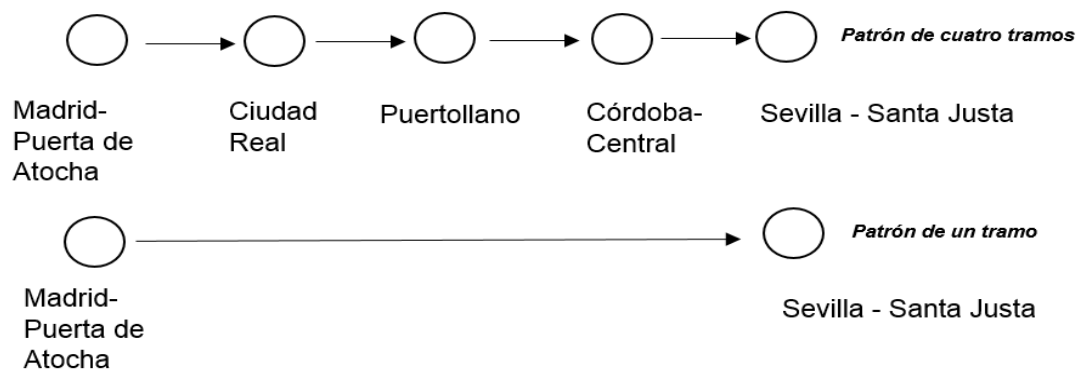 Patrón de cuatro tramos
Madrid-
Puerta de
Atocha
Ciudad
Real
Puertollano
Córdoba-
Central
Sevilla - Santa Justa
Patrón de un tramo
Madrid-
Puerta de
Atocha
Sevilla - Santa Justa